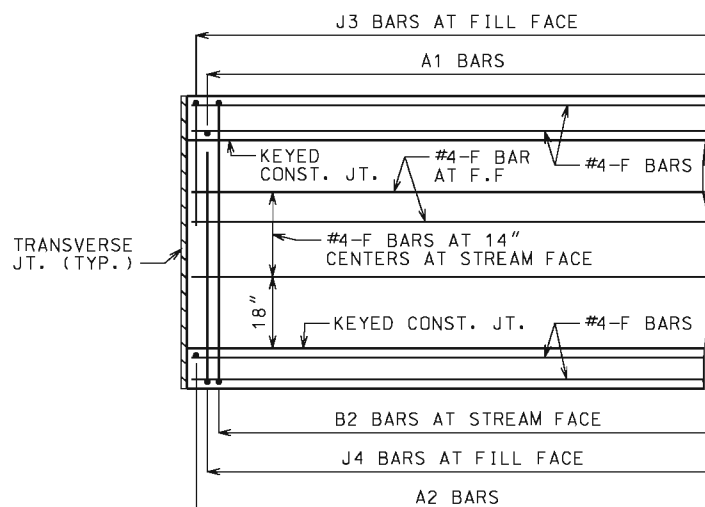 J3 BARS AT FILL FACE
A1 BARS
KEYED
CONST. JT.
#4-F BAR
AT F.F
#4-F BARS
TRANSVERSE
JT. (TYP.)
#4-F BARS AT 14"
CENTERS AT STREAM FACE
18"
KEYED CONST. JT.
#4-F BARS
B2 BARS AT STREAM FACE
J4 BARS AT FILL FACE
A2 BARS